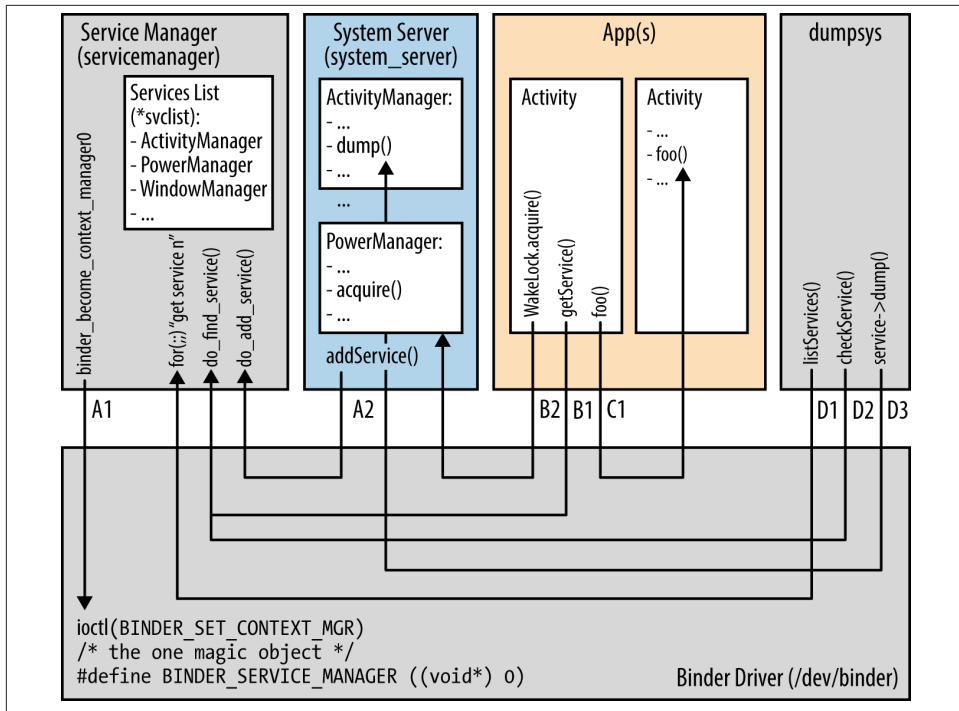 Service Manager
(servicemanager)
Services List
(*svclist):
- ActivityManager
- PowerManager
- WindowManager
- ...
binder_become_context_manager0
for(;;) “get service n”
do_find_service()
do_add_service()
System Server
(system_server)
ActivityManager:
- ...
- dump()
- ...
...
PowerManager:
- ...
- acquire()
- ...
addService()
App(s)
Activity
WakeLock.acquire()
getService()
foo()
Activity
- ...
- foo()
- ...
dumpsys
listServices()
checkService()
service->dump()
A1
A2
B2
B1
C1
D1
D2
D3
ioctl(BINDER_SET_CONTEXT_MGR)
/* the one magic object */
#define BINDER_SERVICE_MANAGER ((void*) 0)
Binder Driver (/dev/binder)